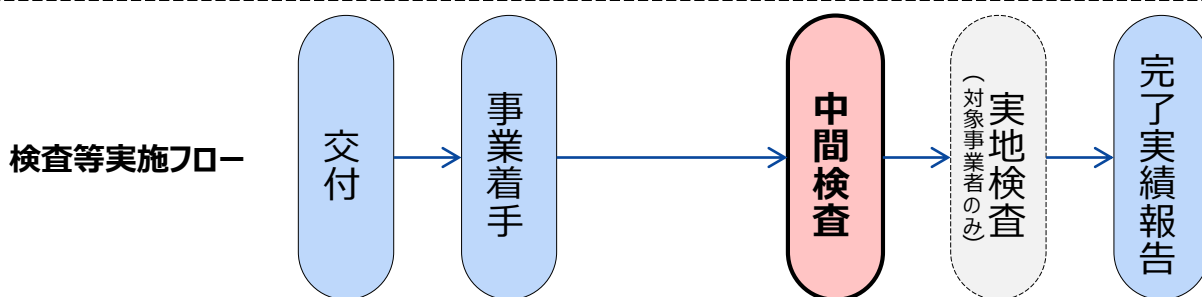 検査等実施フロー
交付
事業着手
中間検査
実地検査
(対象事業者のみ)
完了実績報告